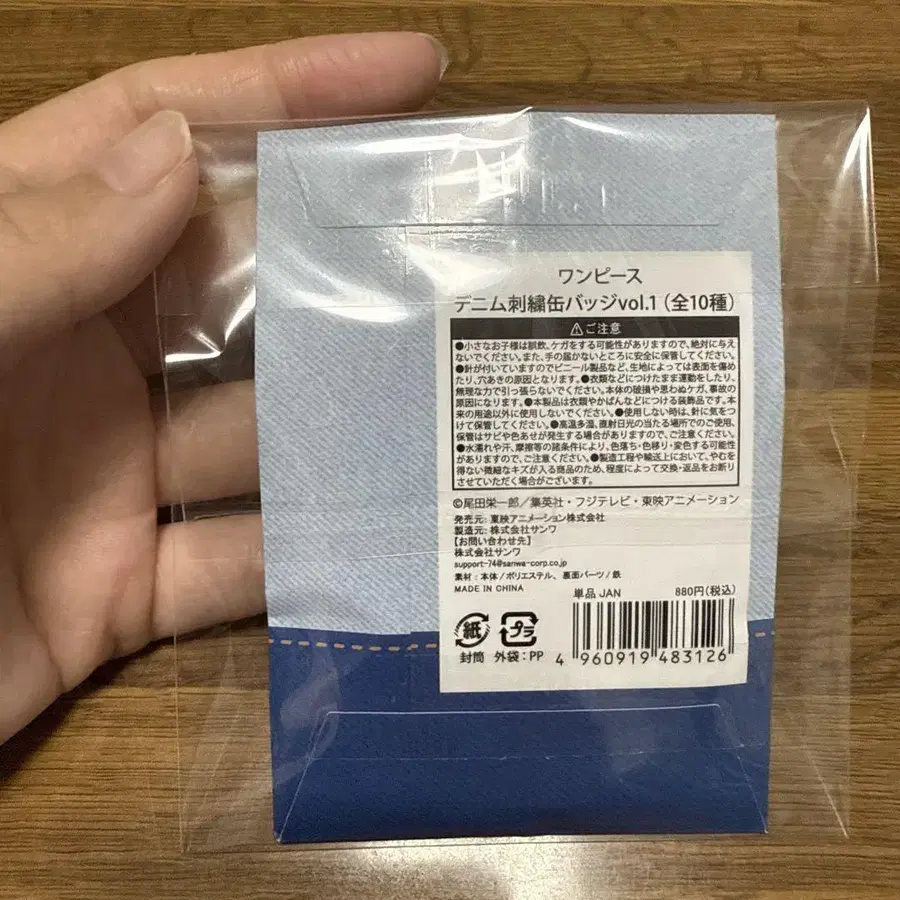 ワンピース
デニム刺繍缶バッジvol.1（全10種）
⚠ご注意
●小さなお子様は誤飲、ケガをする可能性がありますので、絶対に与え
ないでください。また、手の届かないところに安全に保管してください。
●針が付いていますのでビニール製品など、生地によっては表面を傷め
たり、穴あきの原因となります。●衣類などにつけたまま運動をしたり、
無理な力で引っ張らないでください。本体の破損や思わぬケガ、事故の
原因になります。●本製品は衣類やかばんなどにつける装飾品です。本
来の用途以外に使用しないでください。●使用しない時は、針に気をつ
けて保管してください。●高温多湿、直射日光の当たる場所でのご使用、
保管はサビや色あせが発生する場合がありますので、ご注意ください。
●水濡れや汗、摩擦等の諸条件により、色落ち・色移り・変色する可能性
がありますので、ご注意ください。●製造工程や輸送上において、やむを
得ない微細なキズが入る商品のため、程度によって交換・返品をお断り
させていただく場合がございます。
©尾田栄一郎／集英社・フジテレビ・東映アニメーション
発売元: 東映アニメーション株式会社
製造元: 株式会社サンワ
【お問い合わせ先】
株式会社サンワ
support-74@sanwa-corp.co.jp
素材：本体／ポリエステル、裏面パーツ／鉄
MADE IN CHINA
単品 JAN 880円(税込)
紙 プラ
封筒 外袋：PP
4 960919 483126